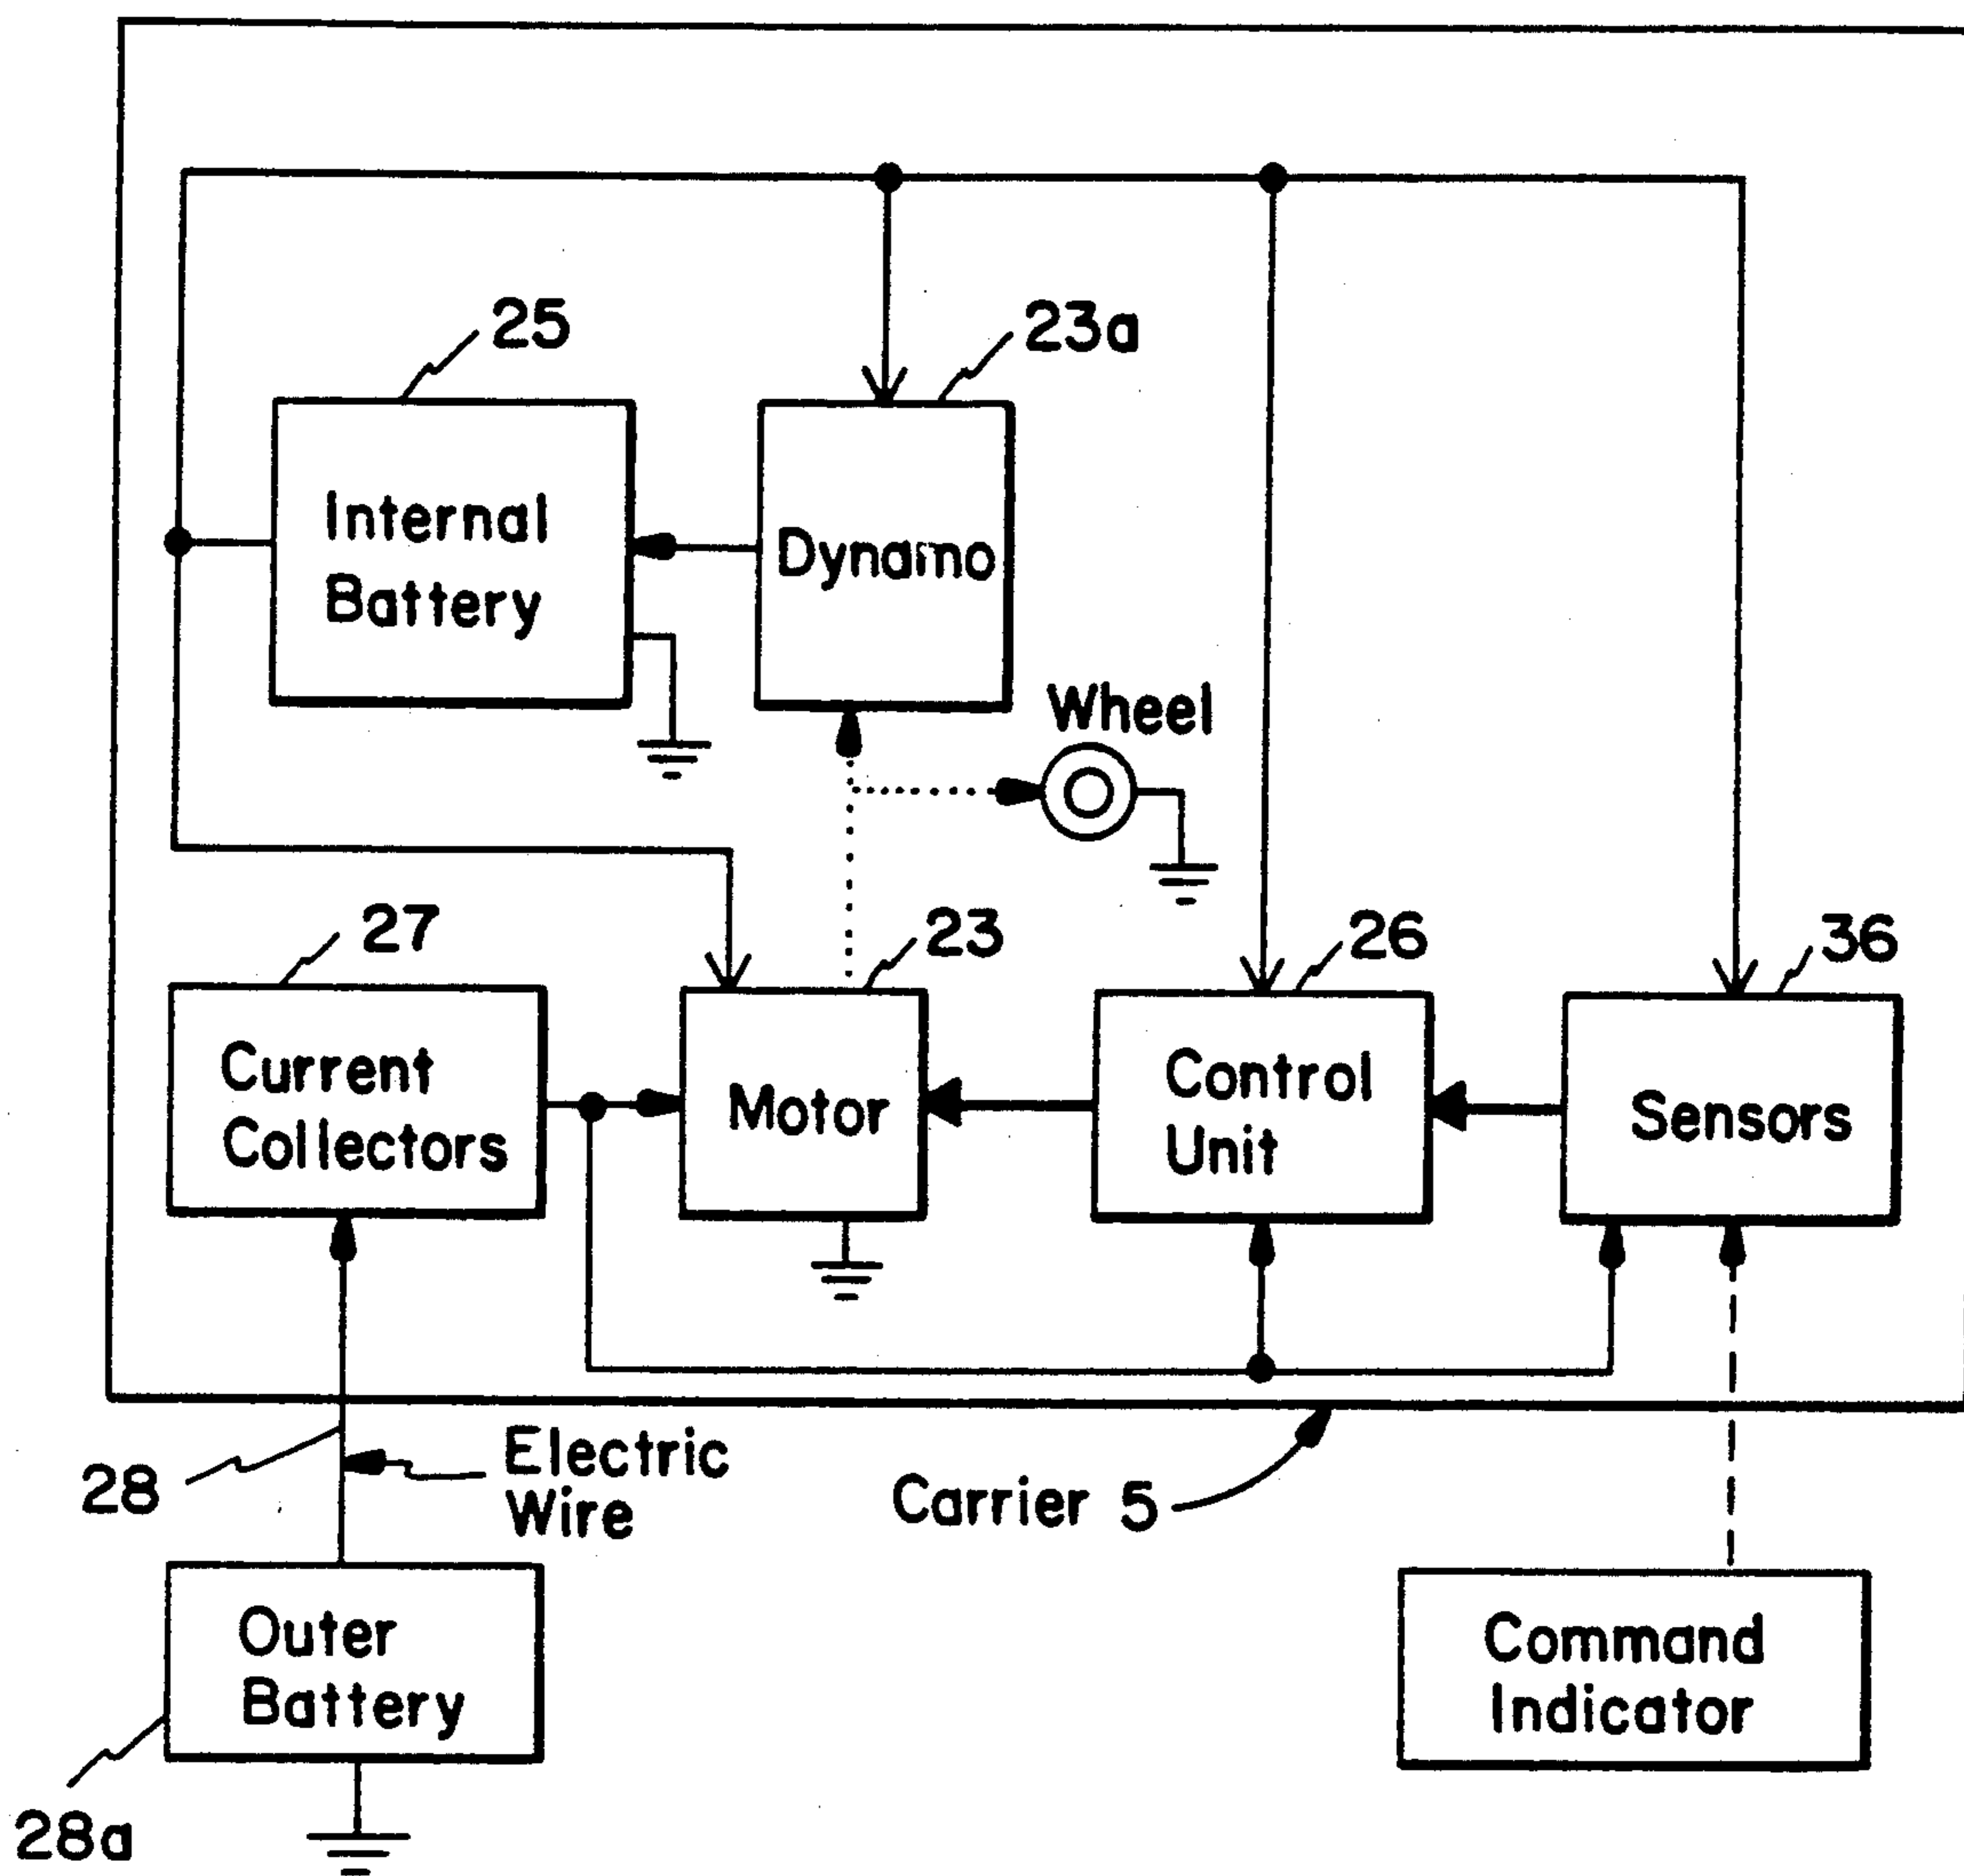 25
23a
Internal
Battery
Dynamo
Wheel
27
23
26
36
Current
Collectors
Motor
Control
Unit
Sensors
28
Electric
Wire
Carrier 5
Outer
Battery
Command
Indicator
28a